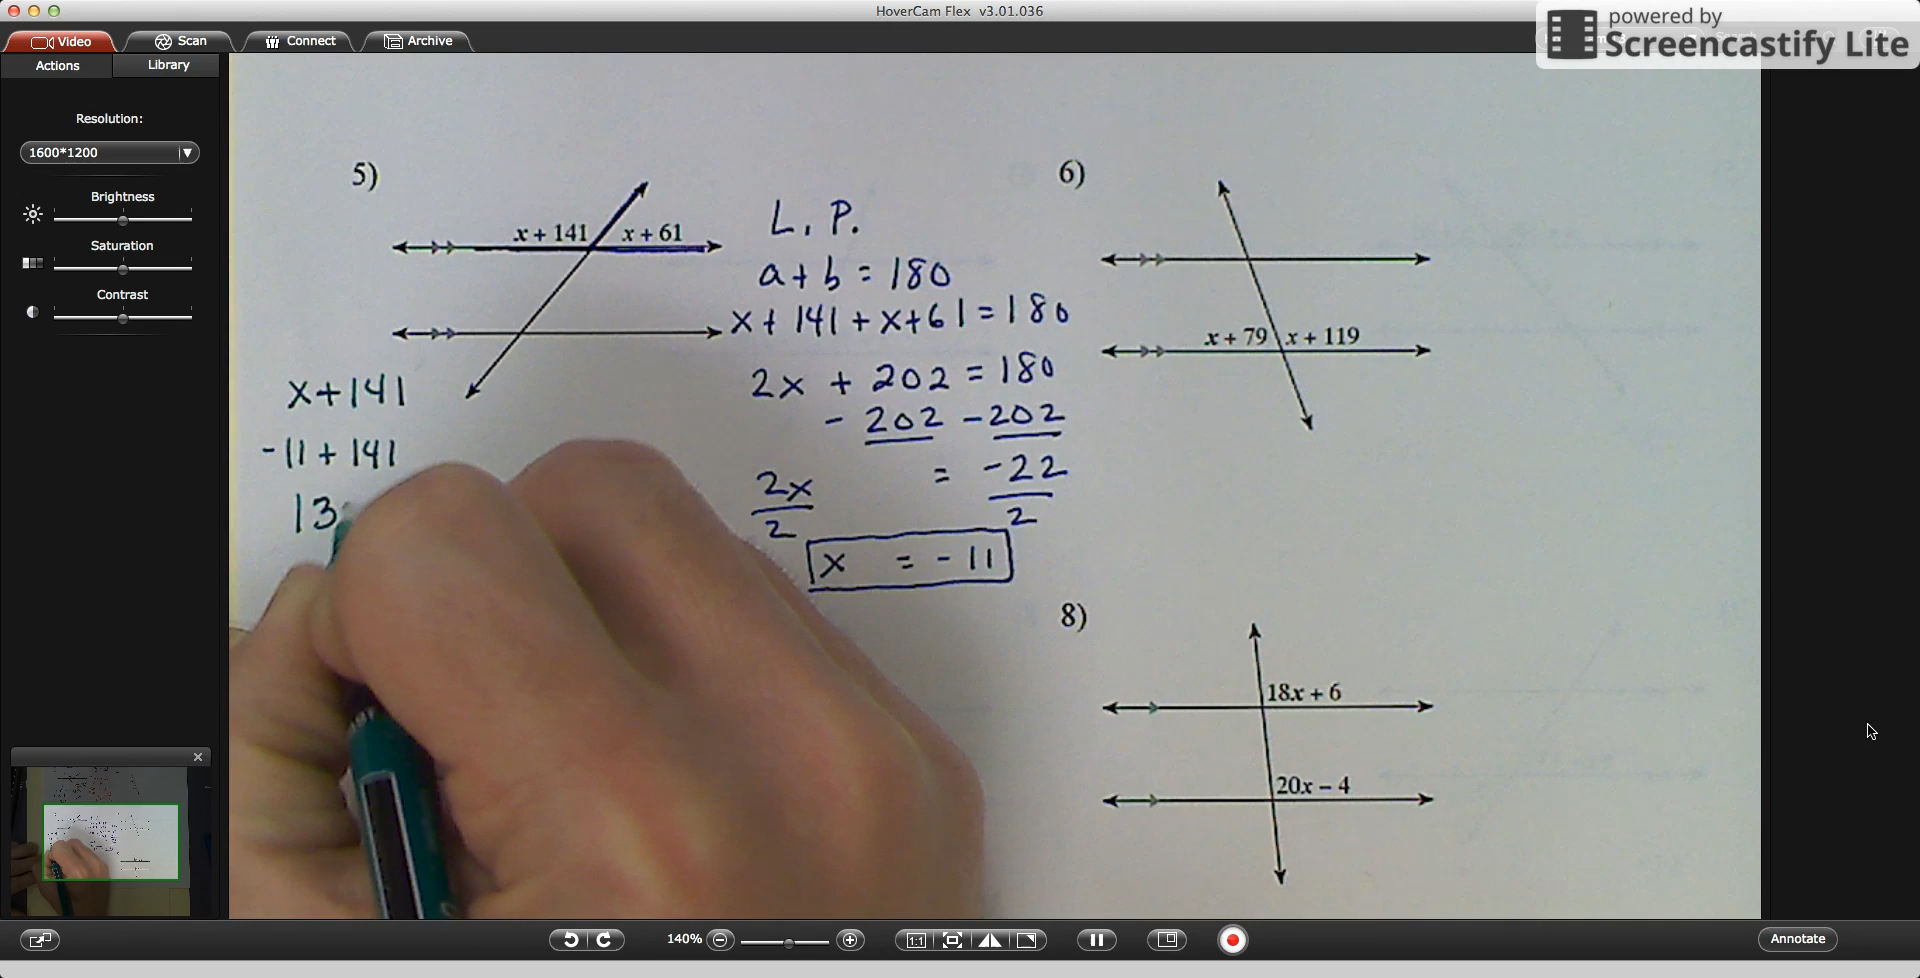 HoverCam Flex v3.01.036
powered by
Screencastify Lite
Video
Scan
Connect
Archive
Actions
Library
Resolution:
1600*1200
Brightness
Saturation
Contrast
5)
x + 141
x + 61
L.P.
a + b = 180
x + 141 + x + 61 = 180
2x + 202 = 180
- 202 - 202
2x = -22
2 2
x = -11
x + 141
-11 + 141
13
6)
x + 79
x + 119
8)
18x + 6
20x – 4
140%
1:1
Annotate